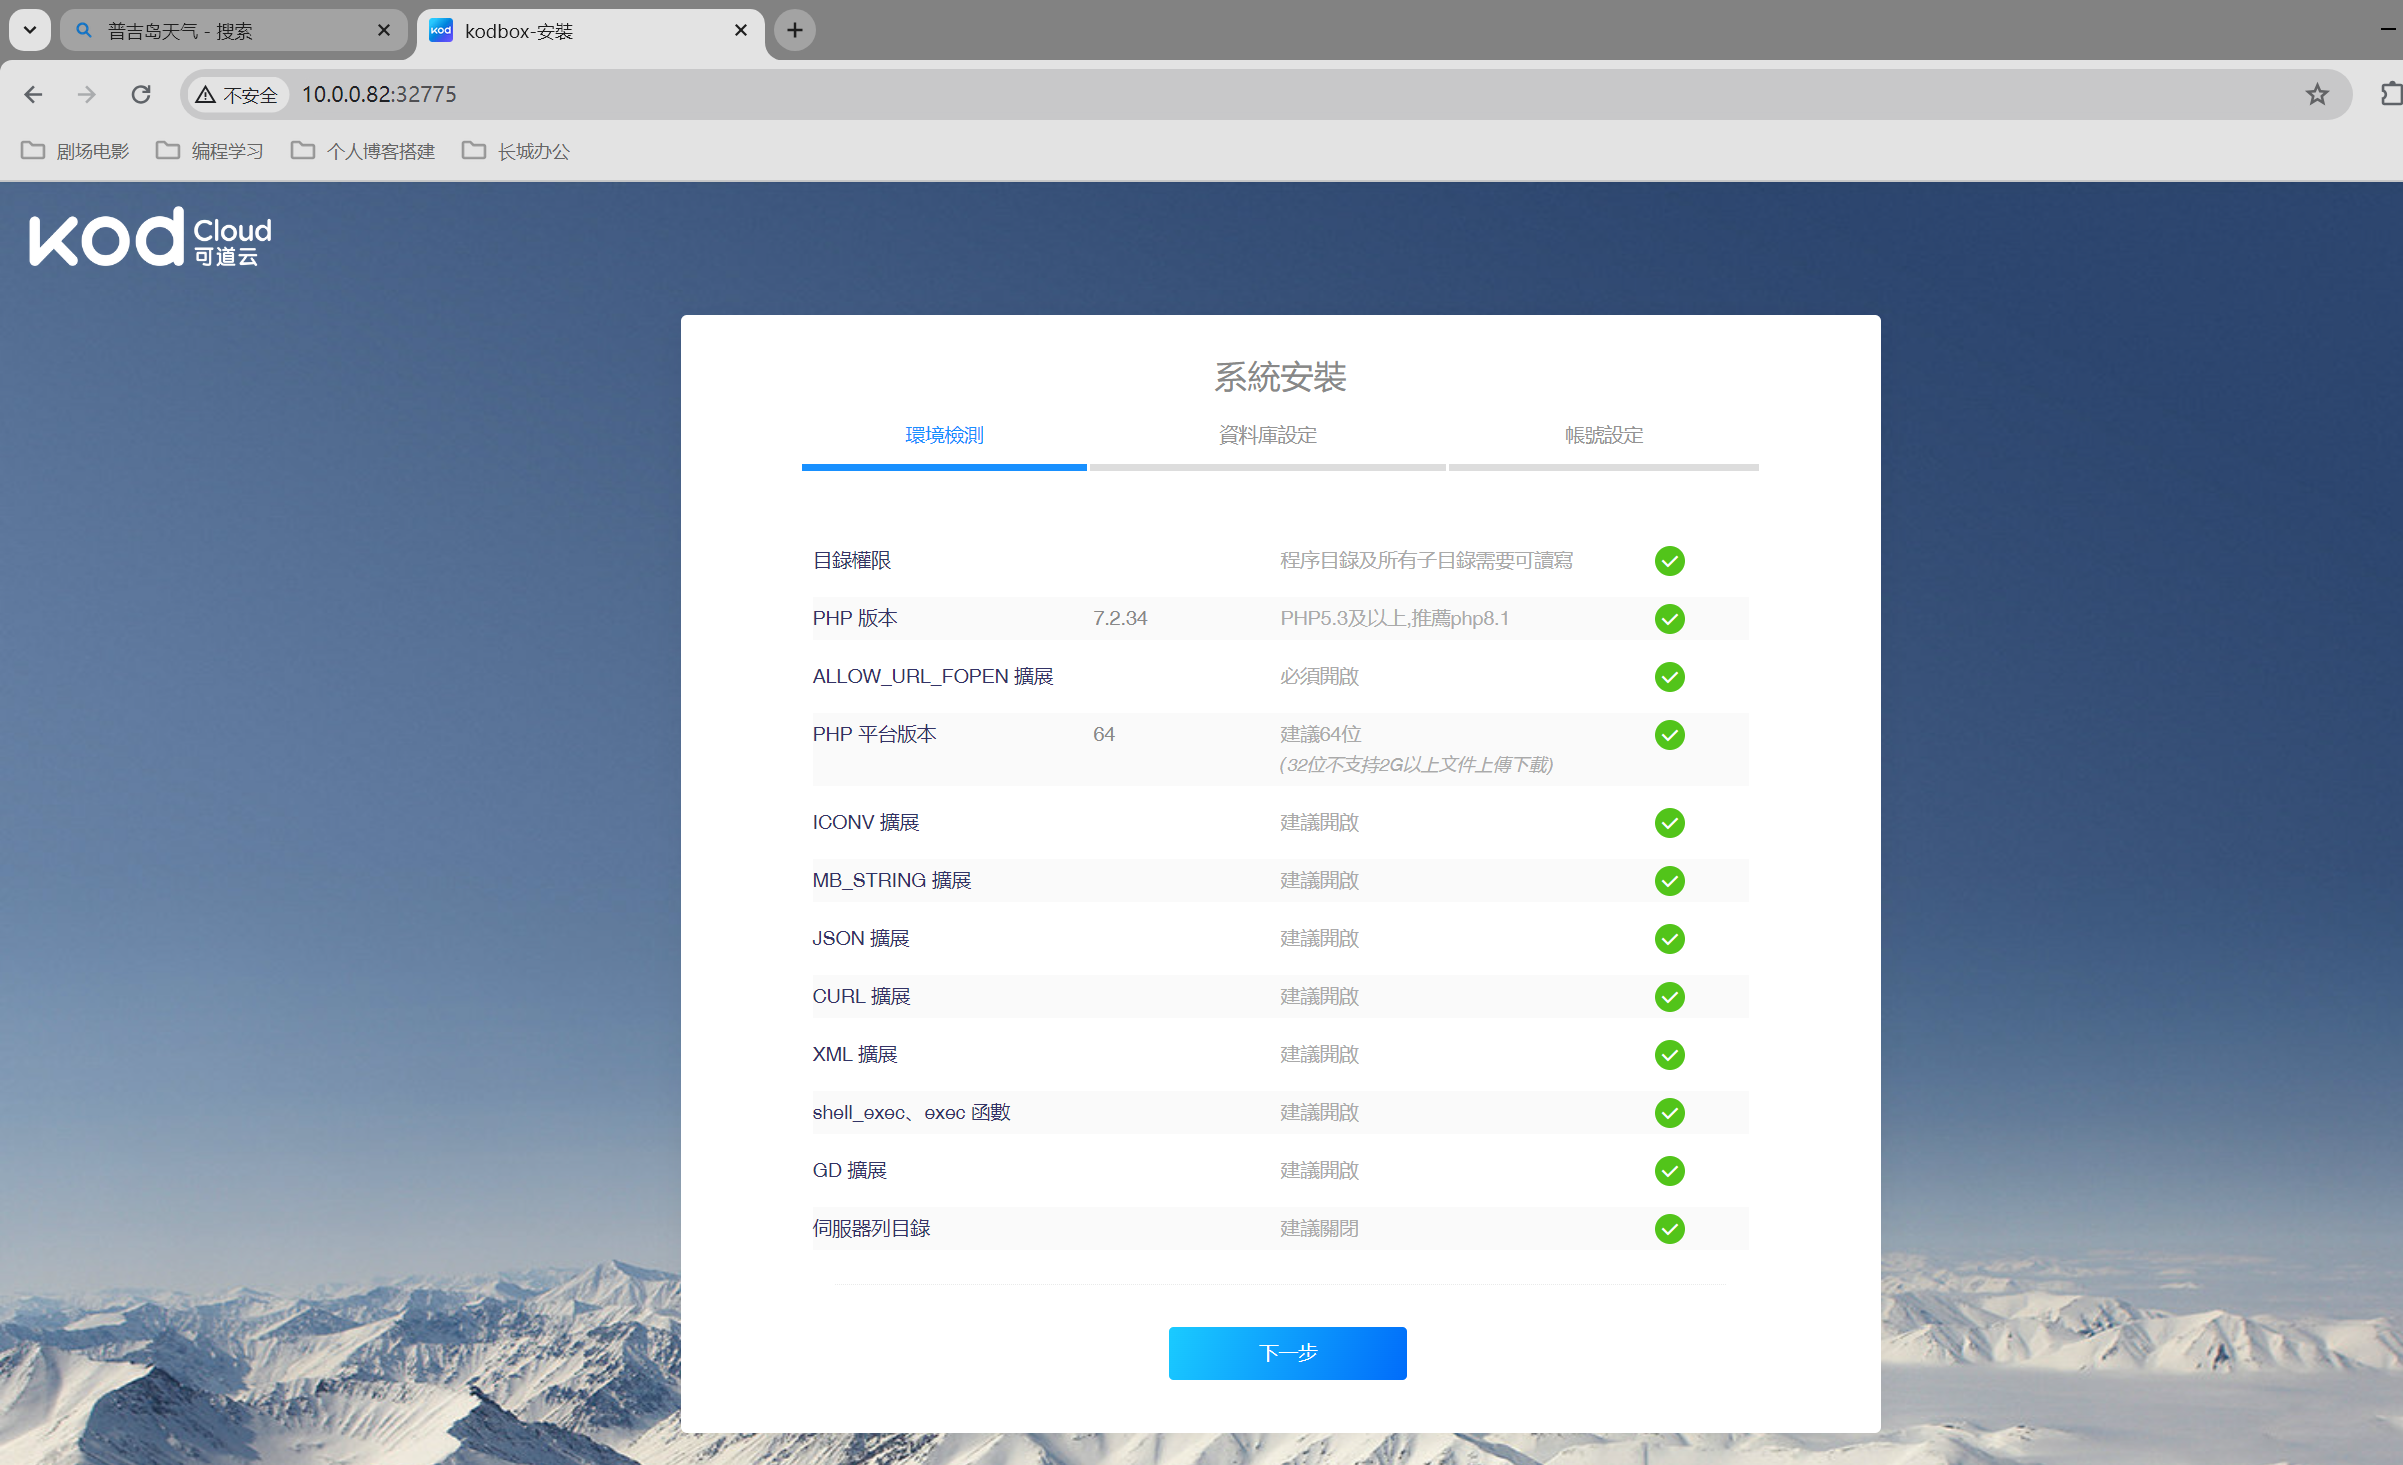 普吉岛天气 - 搜索
kod kodbox-安裝
不安全 10.0.0.82:32775
剧场电影 编程学习 个人博客搭建 长城办公
kod Cloud
可道云
系統安裝
環境檢測 資料庫設定 帳號設定
目錄權限 程序目錄及所有子目錄需要可讀寫
PHP 版本 7.2.34 PHP5.3及以上,推薦php8.1
ALLOW_URL_FOPEN 擴展 必須開啟
PHP 平台版本 64 建議64位
(32位不支持2G以上文件上傳下載)
ICONV 擴展 建議開啟
MB_STRING 擴展 建議開啟
JSON 擴展 建議開啟
CURL 擴展 建議開啟
XML 擴展 建議開啟
shell_exec、exec 函數 建議開啟
GD 擴展 建議開啟
伺服器列目錄 建議關閉
下一步